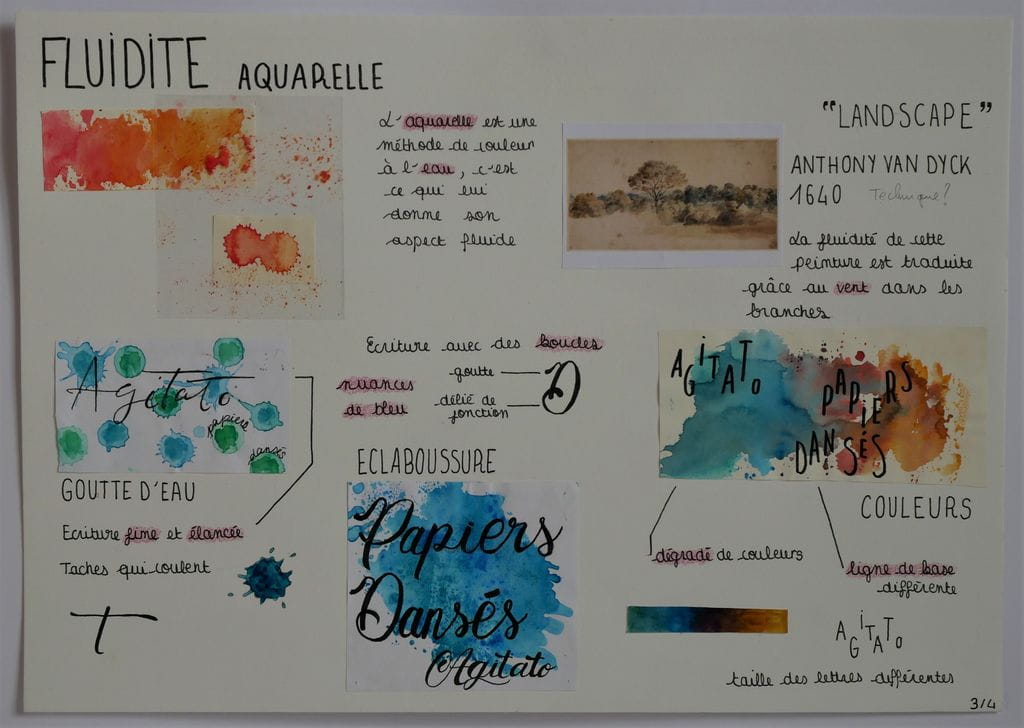 FLUIDITE AQUARELLE
L'aquarelle est une
méthode de couleur
à l'eau, c'est
ce qui lui
donne son
aspect fluide
"LANDSCAPE"
ANTHONY VAN DYCK
1640 Technique?
La fluidité de cette
peinture est traduite
grâce au vent dans les
branches
Agitato
papiers
dansés
GOUTTE D'EAU
Ecriture fine et élancée
Taches qui coulent
T
Ecriture avec des boucles
nuances
de bleu
goutte
délié de
jonction
D
ECLABOUSSURE
Papiers
Dansés
Agitato
AGITATO
PAPIERS
DANSÉS
COULEURS
dégradé de couleurs
ligne de base
différente
AGITATO
taille des lettres différentes
3/4